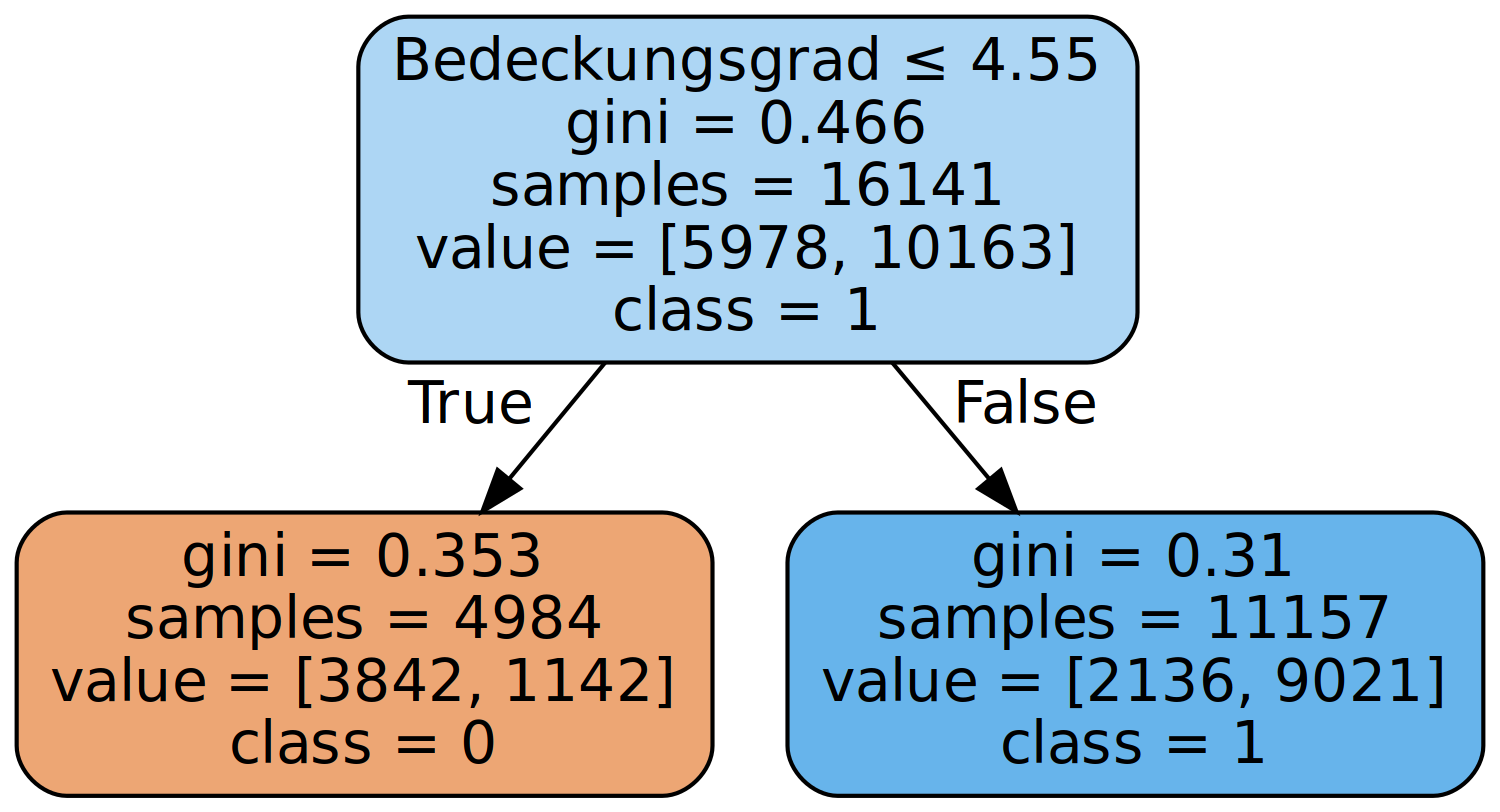 Bedeckungsgrad ≤ 4.55
gini = 0.466
samples = 16141
value = [5978, 10163]
class = 1
True
False
gini = 0.353
samples = 4984
value = [3842, 1142]
class = 0
gini = 0.31
samples = 11157
value = [2136, 9021]
class = 1